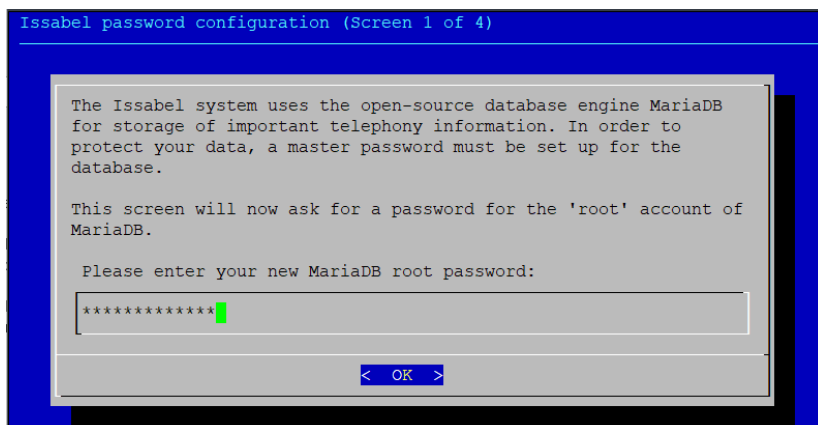 Issabel password configuration (Screen 1 of 4)
The Issabel system uses the open-source database engine MariaDB
for storage of important telephony information. In order to
protect your data, a master password must be set up for the
database.
This screen will now ask for a password for the 'root' account of
MariaDB.
Please enter your new MariaDB root password:
*************
< OK >